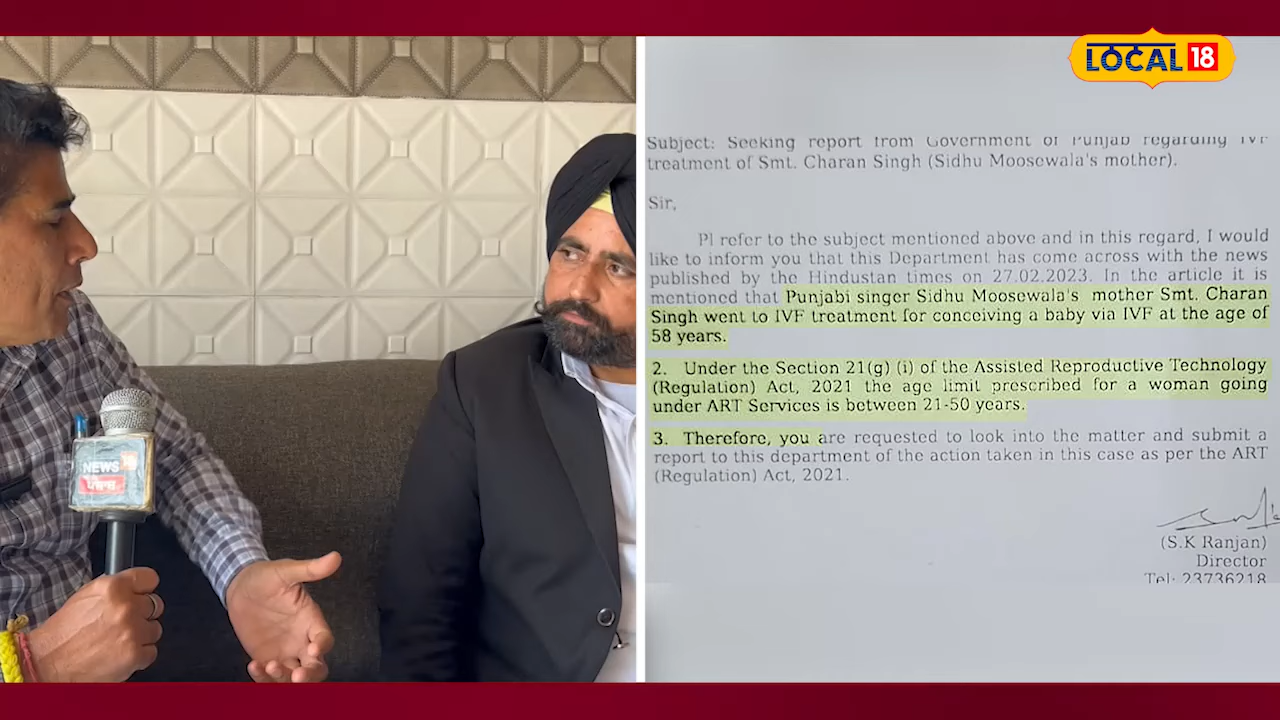 LOCAL 18
NEWS 18
Subject: Seeking report from Government of Punjab regarding IVF
treatment of Smt. Charan Singh (Sidhu Moosewala's mother).
Sir,
Pl refer to the subject mentioned above and in this regard, I would
like to inform you that this Department has come across with the news
published by the Hindustan times on 27.02.2023. In the article it is
mentioned that Punjabi singer Sidhu Moosewala's mother Smt. Charan
Singh went to IVF treatment for conceiving a baby via IVF at the age of
58 years.
2. Under the Section 21(g) (i) of the Assisted Reproductive Technology
(Regulation) Act, 2021 the age limit prescribed for a woman going
under ART Services is between 21-50 years.
3. Therefore, you are requested to look into the matter and submit a
report to this department of the action taken in this case as per the ART
(Regulation) Act, 2021.
(S.K Ranjan)
Director
Tel: 23736218